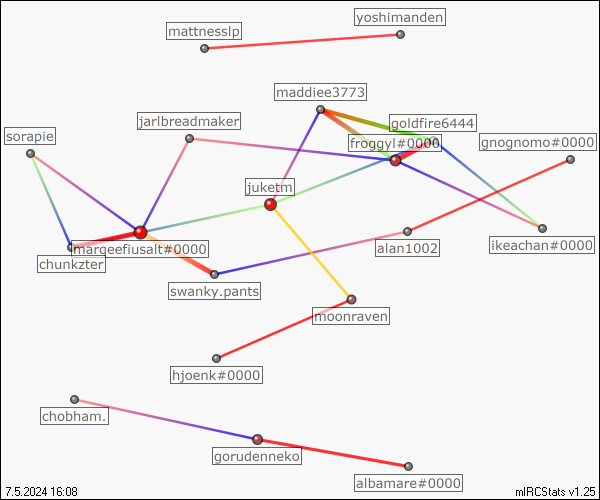 yoshimanden
mattnesslp
maddiee3773
jarlbreadmaker
goldfire6444
sorapie
froggyl#0000
gnognomo#0000
juketm
marqeefiusalt#0000
alan1002
ikeachan#0000
chunkzter
swanky.pants
moonraven
hjoenk#0000
chobham.
gorudenneko
albamare#0000
7.5.2024 16:08
mIRCStats v1.25